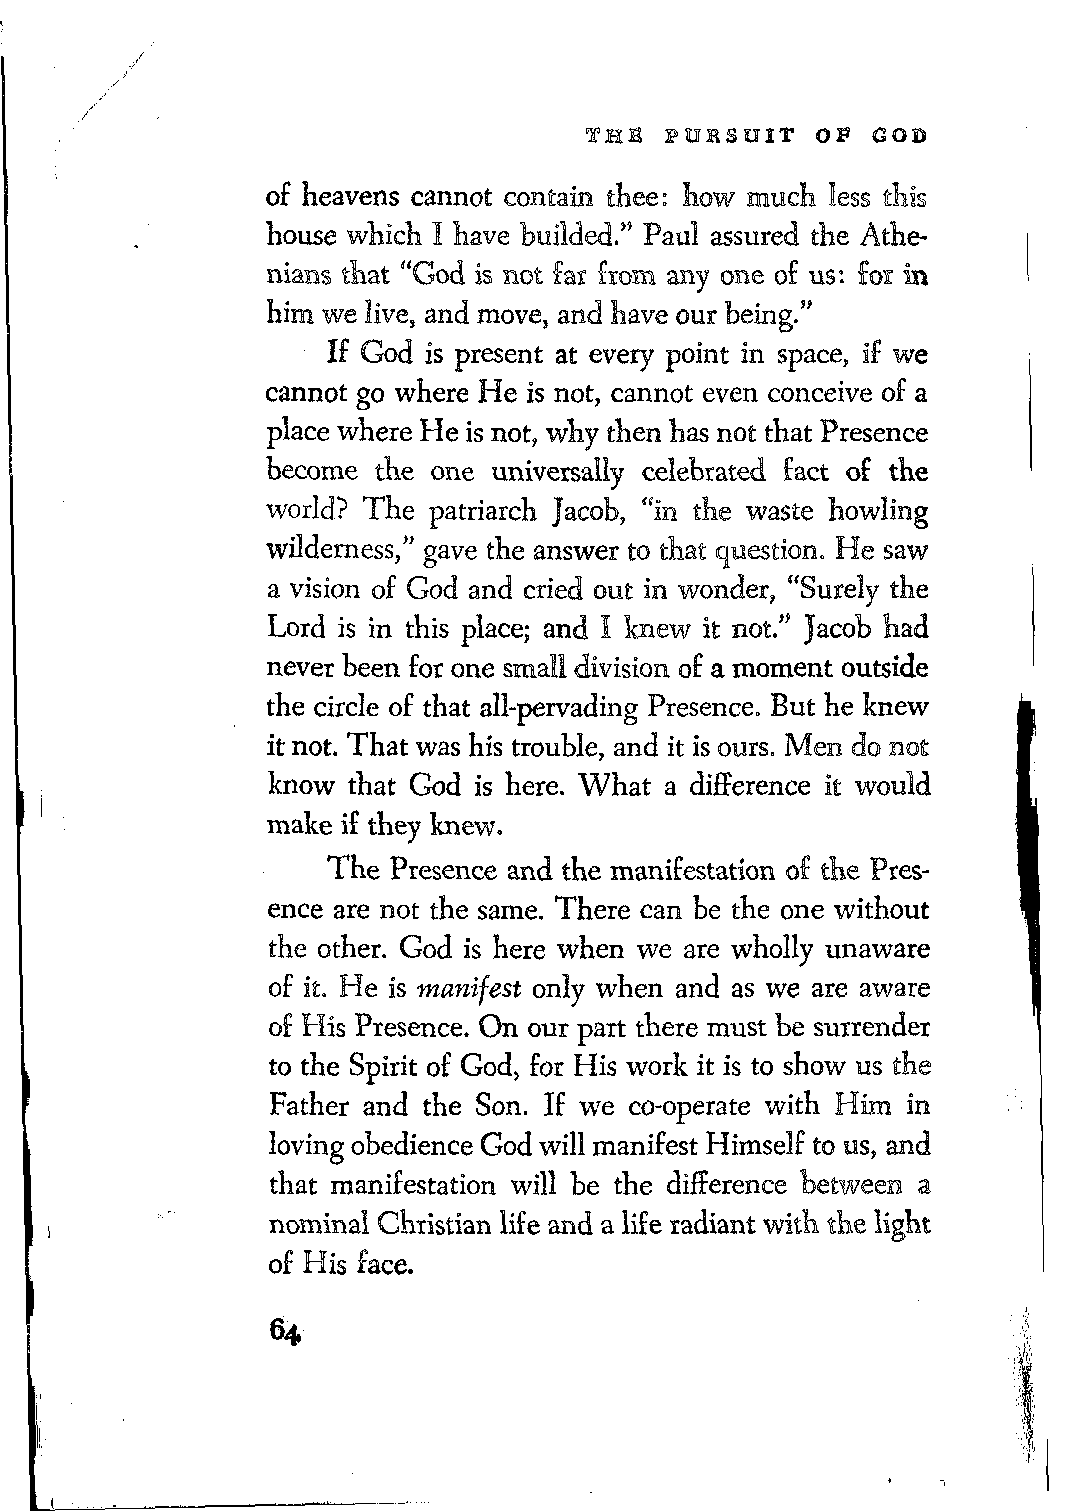 THE PURSUIT OF GOD
of heavens cannot contain thee: how much less this
house which I have builded.” Paul assured the Athe-
nians that “God is not far from any one of us: for in
him we live, and move, and have our being.”
If God is present at every point in space, if we
cannot go where He is not, cannot even conceive of a
place where He is not, why then has not that Presence
become the one universally celebrated fact of the
world? The patriarch Jacob, “in the waste howling
wilderness,” gave the answer to that question. He saw
a vision of God and cried out in wonder, “Surely the
Lord is in this place; and I knew it not.” Jacob had
never been for one small division of a moment outside
the circle of that all-pervading Presence. But he knew
it not. That was his trouble, and it is ours. Men do not
know that God is here. What a difference it would
make if they knew.
The Presence and the manifestation of the Pres-
ence are not the same. There can be the one without
the other. God is here when we are wholly unaware
of it. He is manifest only when and as we are aware
of His Presence. On our part there must be surrender
to the Spirit of God, for His work it is to show us the
Father and the Son. If we co-operate with Him in
loving obedience God will manifest Himself to us, and
that manifestation will be the difference between a
nominal Christian life and a life radiant with the light
of His face.
64